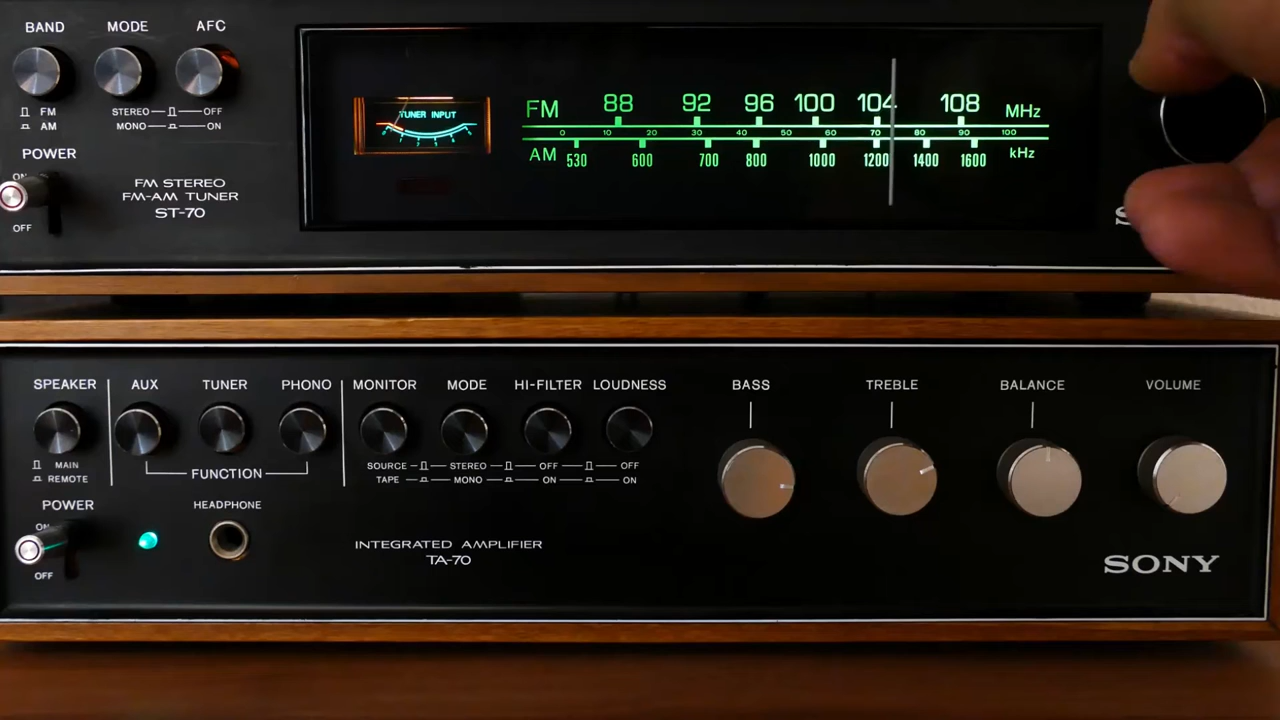 BAND MODE AFC
FM STEREO OFF
AM MONO ON
POWER
ON
OFF
FM STEREO
FM-AM TUNER
ST-70
TUNER INPUT
FM 88 92 96 100 104 108 MHz
0 10 20 30 40 50 60 70 80 90 100
AM 530 600 700 800 1000 1200 1400 1600 kHz
S
SPEAKER AUX TUNER PHONO MONITOR MODE HI-FILTER LOUDNESS BASS TREBLE BALANCE VOLUME
MAIN
REMOTE
FUNCTION
SOURCE STEREO OFF OFF
TAPE MONO ON ON
POWER
ON
OFF
HEADPHONE
INTEGRATED AMPLIFIER
TA-70
SONY